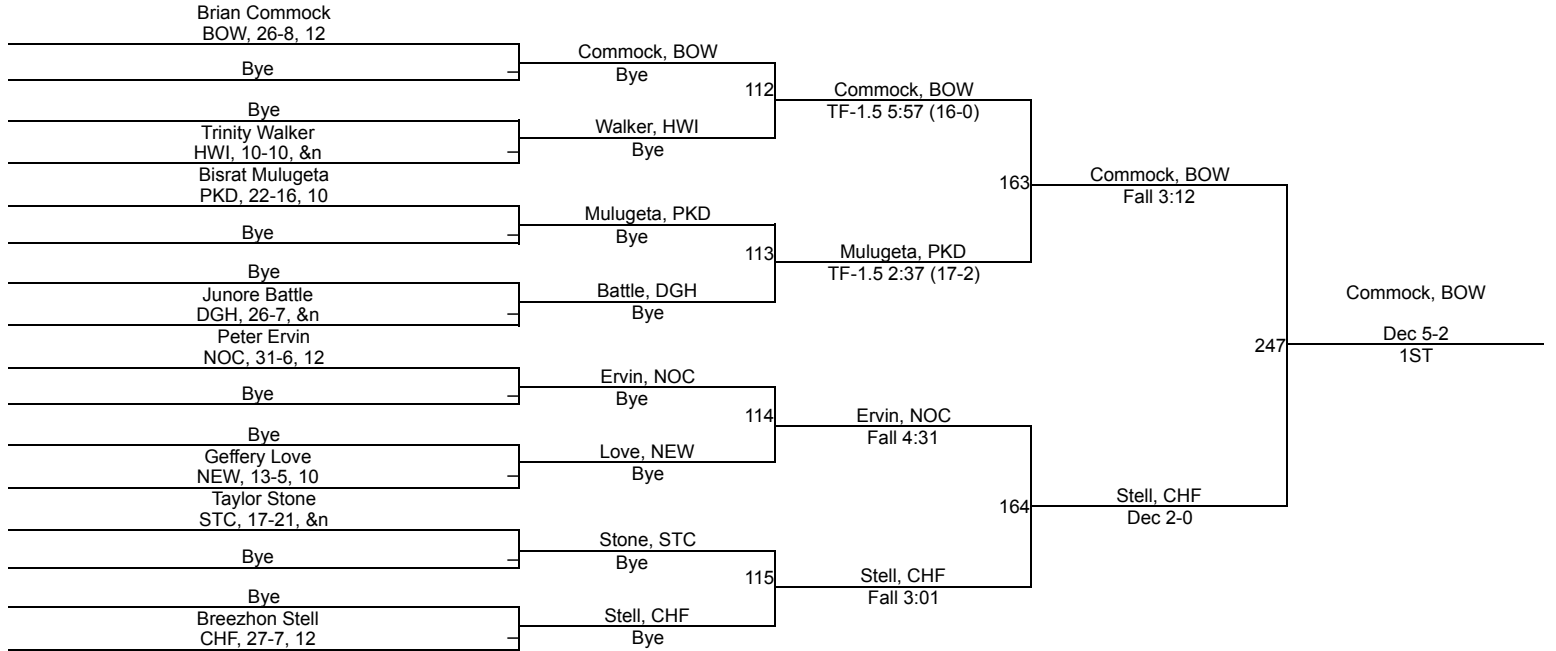 Brian Commock
BOW, 26-8, 12
Bye
Bye
Trinity Walker
HWI, 10-10, &n
Bisrat Mulugeta
PKD, 22-16, 10
Bye
Bye
Junore Battle
DGH, 26-7, &n
Peter Ervin
NOC, 31-6, 12
Bye
Bye
Geffery Love
NEW, 13-5, 10
Taylor Stone
STC, 17-21, &n
Bye
Bye
Breezhon Stell
CHF, 27-7, 12
Commock, BOW
Bye
112
Walker, HWI
Bye
Mulugeta, PKD
Bye
113
Battle, DGH
Bye
Ervin, NOC
Bye
114
Love, NEW
Bye
Stone, STC
Bye
115
Stell, CHF
Bye
Commock, BOW
TF-1.5 5:57 (16-0)
163
Mulugeta, PKD
TF-1.5 2:37 (17-2)
Ervin, NOC
Fall 4:31
164
Stell, CHF
Fall 3:01
Commock, BOW
Fall 3:12
247
Stell, CHF
Dec 2-0
Commock, BOW
Dec 5-2
1ST